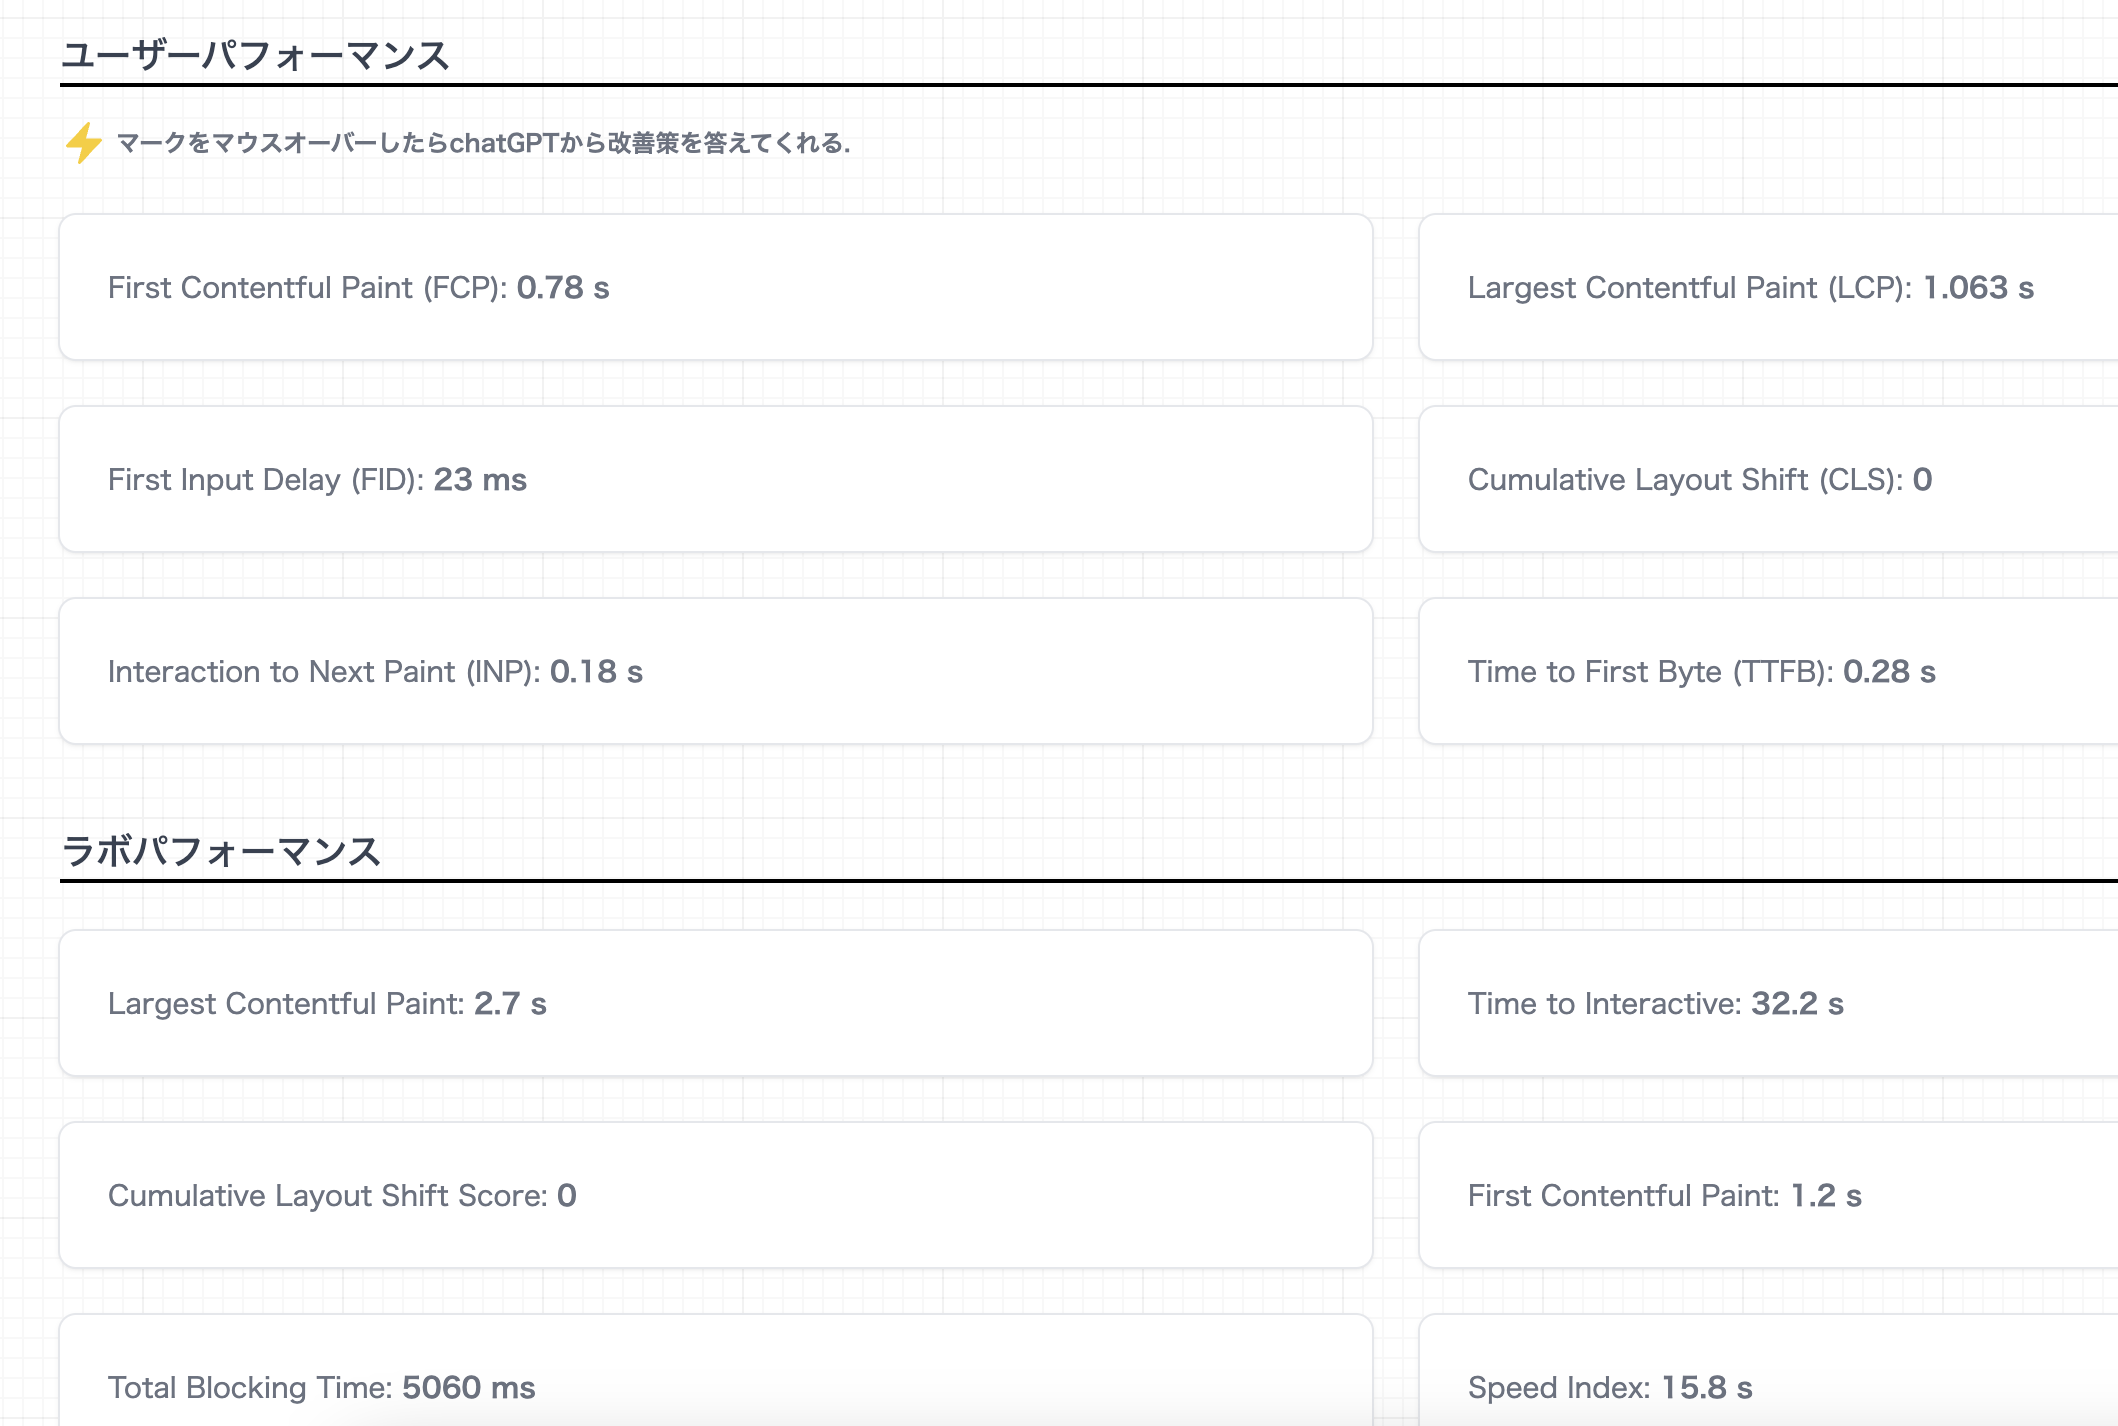 ユーザーパフォーマンス
マークをマウスオーバーしたらchatGPTから改善策を答えてくれる.
First Contentful Paint (FCP): 0.78 s
Largest Contentful Paint (LCP): 1.063 s
First Input Delay (FID): 23 ms
Cumulative Layout Shift (CLS): 0
Interaction to Next Paint (INP): 0.18 s
Time to First Byte (TTFB): 0.28 s
ラボパフォーマンス
Largest Contentful Paint: 2.7 s
Time to Interactive: 32.2 s
Cumulative Layout Shift Score: 0
First Contentful Paint: 1.2 s
Total Blocking Time: 5060 ms
Speed Index: 15.8 s